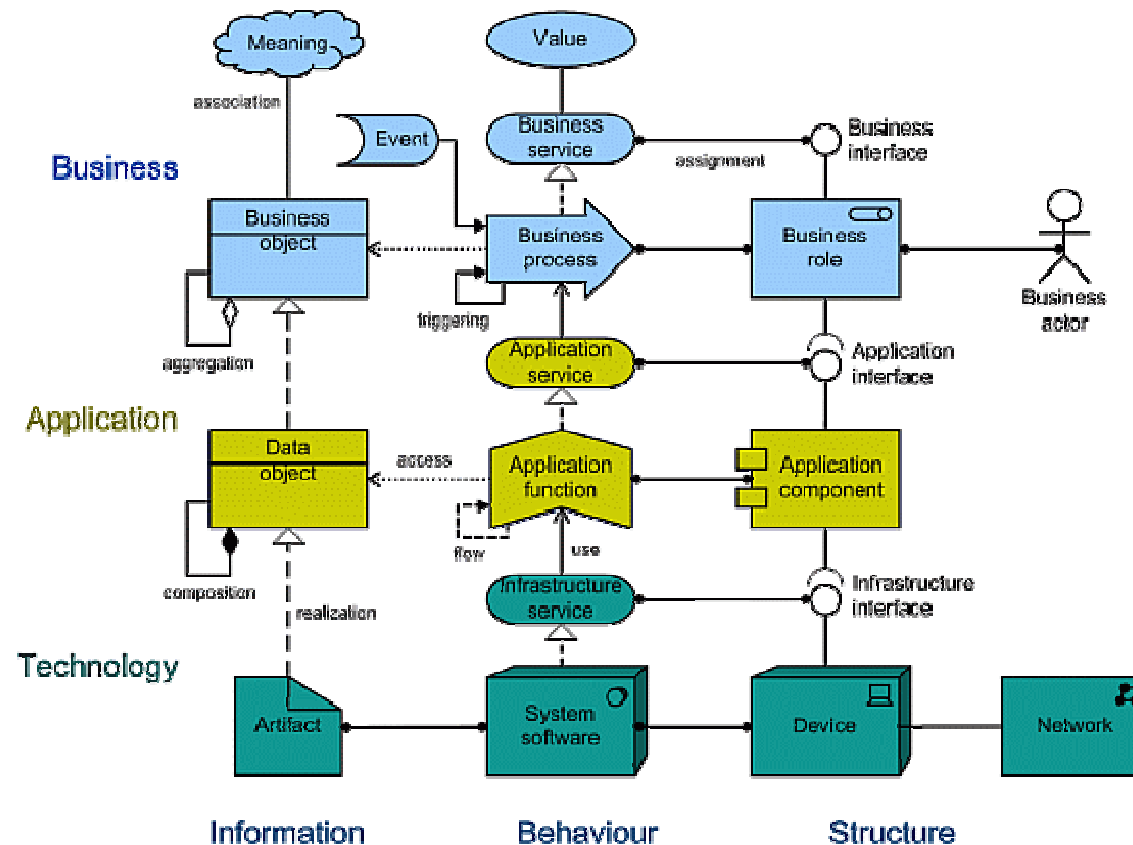 Meaning
Value
association
Event
Business
service
Business
interface
assignment
Business
Business
object
Business
process
Business
role
Business
actor
triggering
aggregation
Application
service
Application
interface
Application
Data
object
access
Application
function
Application
component
flow
use
composition
Infrastructure
service
Infrastructure
interface
realization
Technology
Artifact
System
software
Device
Network
Information
Behaviour
Structure